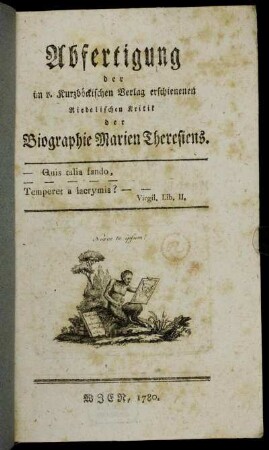 Abfertigung
der
im v. Kurzböckischen Verlag erschienenen
Riedelischen Kritik
der
Biographie Marien Theresiens.
— Quis talia fando,
Temperet a lacrymis? — —
Virgil. Lib. II.
WIEN, 1780.